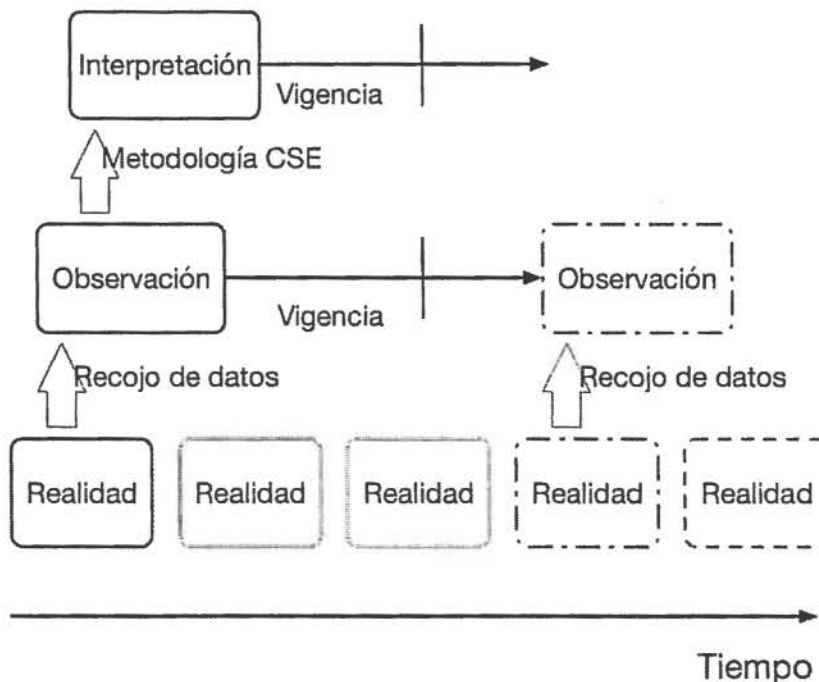 Interpretación
Vigencia
Metodología CSE
Observación
Vigencia
Observación
Recojo de datos
Recojo de datos
Realidad
Realidad
Realidad
Realidad
Realidad
Tiempo